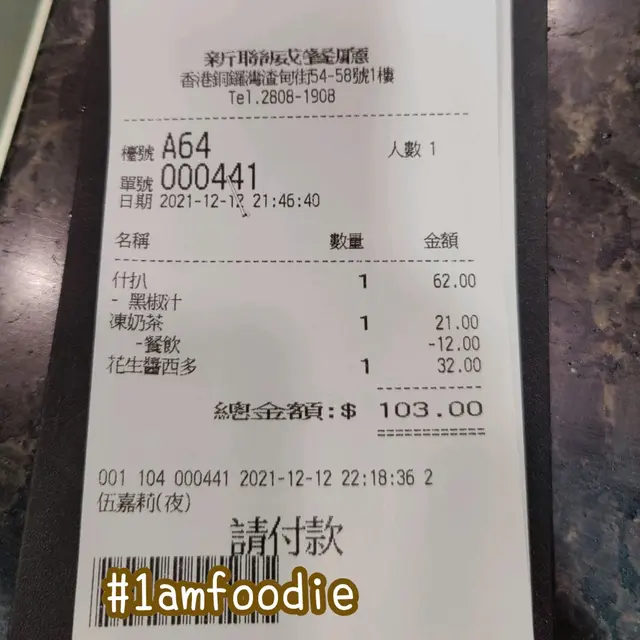 新聯威餐廳
香港銅鑼灣渣甸街54-58號1樓
Tel.2808-1908
檯號 A64 人數 1
單號 000441
日期 2021-12-12 21:46:40
名稱 數量 金額
什扒 1 62.00
- 黑椒汁
凍奶茶 1 21.00
-餐飲 -12.00
花生醬西多 1 32.00
總金額:$ 103.00
001 104 000441 2021-12-12 22:18:36 2
伍嘉莉(夜)
請付款
#1amfoodie